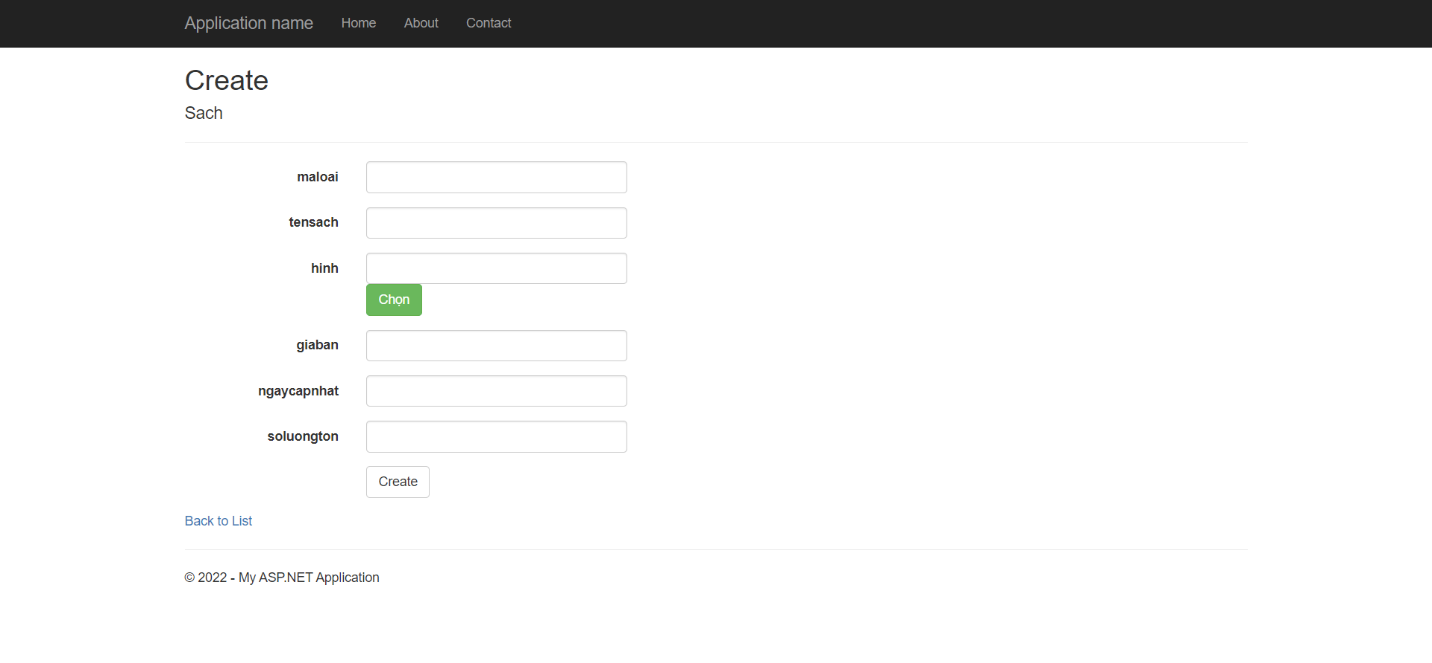 Application name Home About Contact
Create
Sach
maloai
tensach
hinh
Chọn
giaban
ngaycapnhat
soluongton
Create
Back to List
© 2022 - My ASP.NET Application